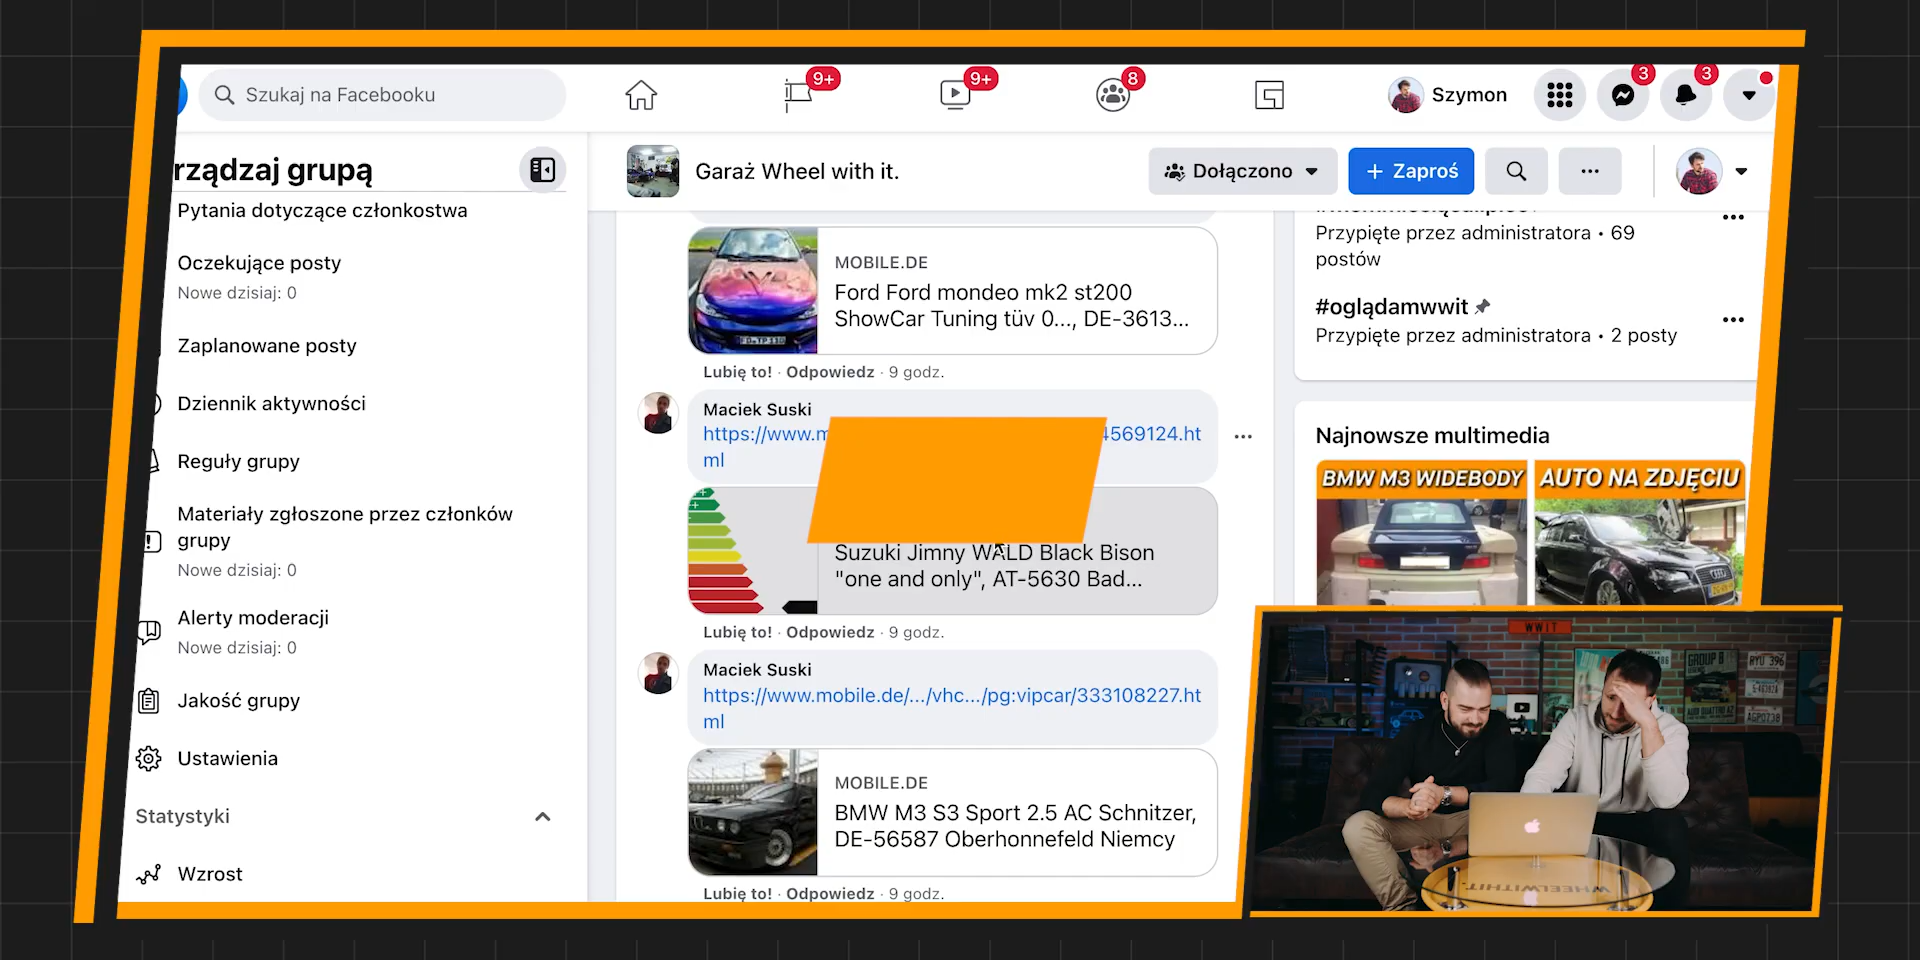 Szukaj na Facebooku
9+
9+
8
Szymon
3
3
rządzaj grupą
Pytania dotyczące członkostwa
Oczekujące posty
Nowe dzisiaj: 0
Zaplanowane posty
Dziennik aktywności
Reguły grupy
Materiały zgłoszone przez członków
grupy
Nowe dzisiaj: 0
Alerty moderacji
Nowe dzisiaj: 0
Jakość grupy
Ustawienia
Statystyki
Wzrost
Garaż Wheel with it.
Dołączono
+ Zaproś
MOBILE.DE
Ford Ford mondeo mk2 st200
ShowCar Tuning tüv 0..., DE-3613...
Lubię to! · Odpowiedz · 9 godz.
Maciek Suski
https://www.m
4569124.ht
ml
Suzuki Jimny WALD Black Bison
"one and only", AT-5630 Bad...
Lubię to! · Odpowiedz · 9 godz.
Maciek Suski
https://www.mobile.de/.../vhc.../pg:vipcar/333108227.ht
ml
MOBILE.DE
BMW M3 S3 Sport 2.5 AC Schnitzer,
DE-56587 Oberhonnefeld Niemcy
Lubię to! · Odpowiedz · 9 godz.
Przypięte przez administratora • 69
postów
#oglądamwwit
Przypięte przez administratora • 2 posty
Najnowsze multimedia
BMW M3 WIDEBODY
AUTO NA ZDJĘCIU
WWIT
GROUP B
RYU 396
AGP0738
WHEELWITHIT.